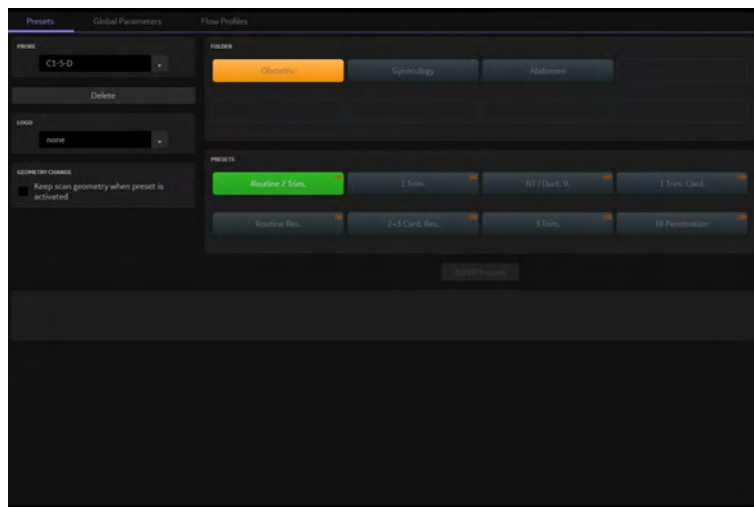 Presets Global Parameters Flow Profiles
PROBE
C1-5-D
Delete
LOGO
none
GEOMETRY CHANGE
Keep scan geometry when preset is
activated
FOLDER
Obstetric Gynecology Abdomen
PRESETS
Routine 2 Trim. 1 Trim. NT / Duct. V. 1 Trim. Card.
Routine Res. 2+3 Card. Res. 3 Trim. HI Penetration